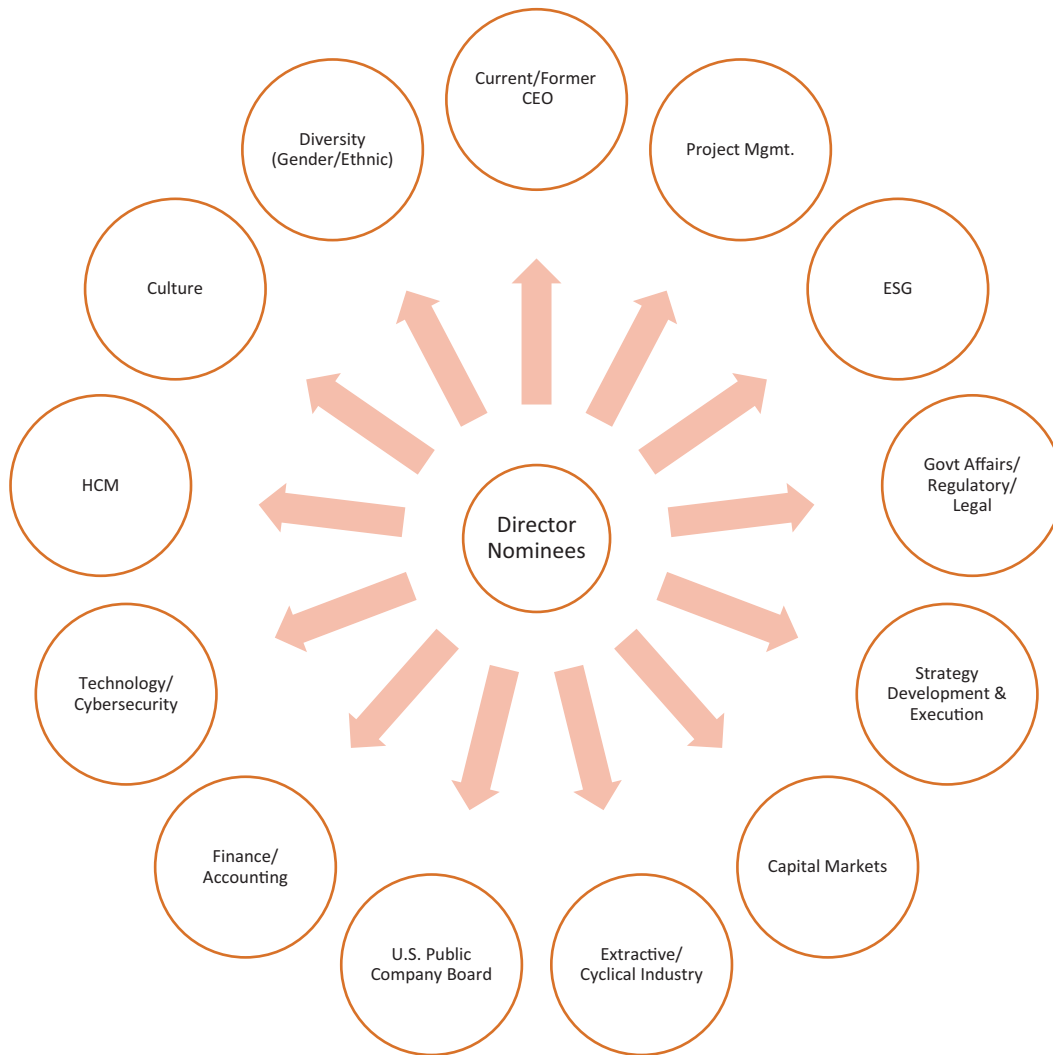 Current/Former
CEO
Project Mgmt.
ESG
Govt Affairs/
Regulatory/
Legal
Strategy
Development &
Execution
Capital Markets
Extractive/
Cyclical Industry
U.S. Public
Company Board
Finance/
Accounting
Technology/
Cybersecurity
HCM
Culture
Diversity
(Gender/Ethnic)
Director
Nominees